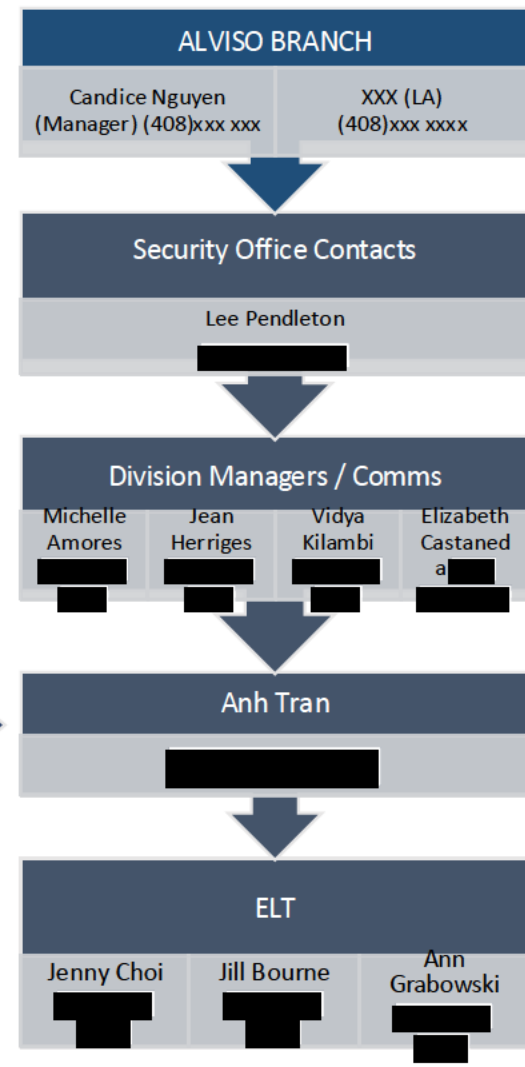 ALVISO BRANCH
Candice Nguyen
(Manager) (408)xxx xxx
XXX (LA)
(408)xxx xxxx
Security Office Contacts
Lee Pendleton
Division Managers / Comms
Michelle
Amores
Jean
Herriges
Vidya
Kilambi
Elizabeth
Castaned
a
Anh Tran
ELT
Jenny Choi
Jill Bourne
Ann
Grabowski